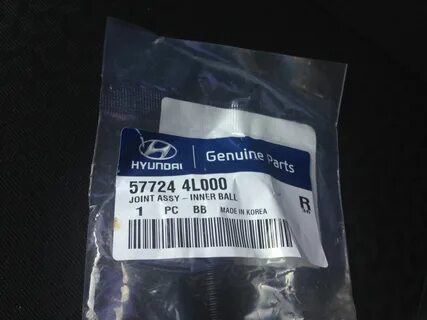 HYUNDAI
Genuine Parts
57724 4L000
JOINT ASSY - INNER BALL
1 PC BB MADE IN KOREA
R